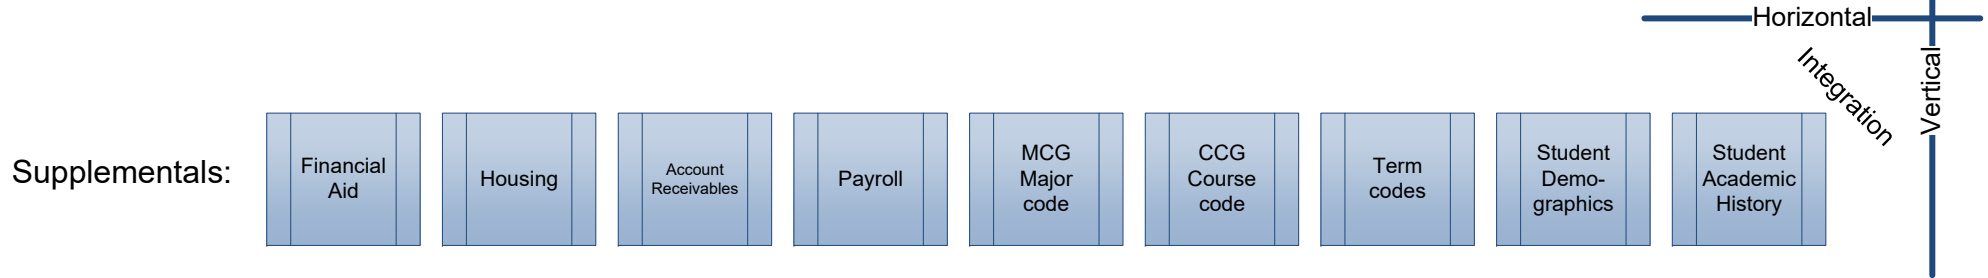 Horizontal
Integration
Vertical
Supplementals:
Financial
Aid
Housing
Account
Receivables
Payroll
MCG
Major
code
CCG
Course
code
Term
codes
Student
Demo-
graphics
Student
Academic
History